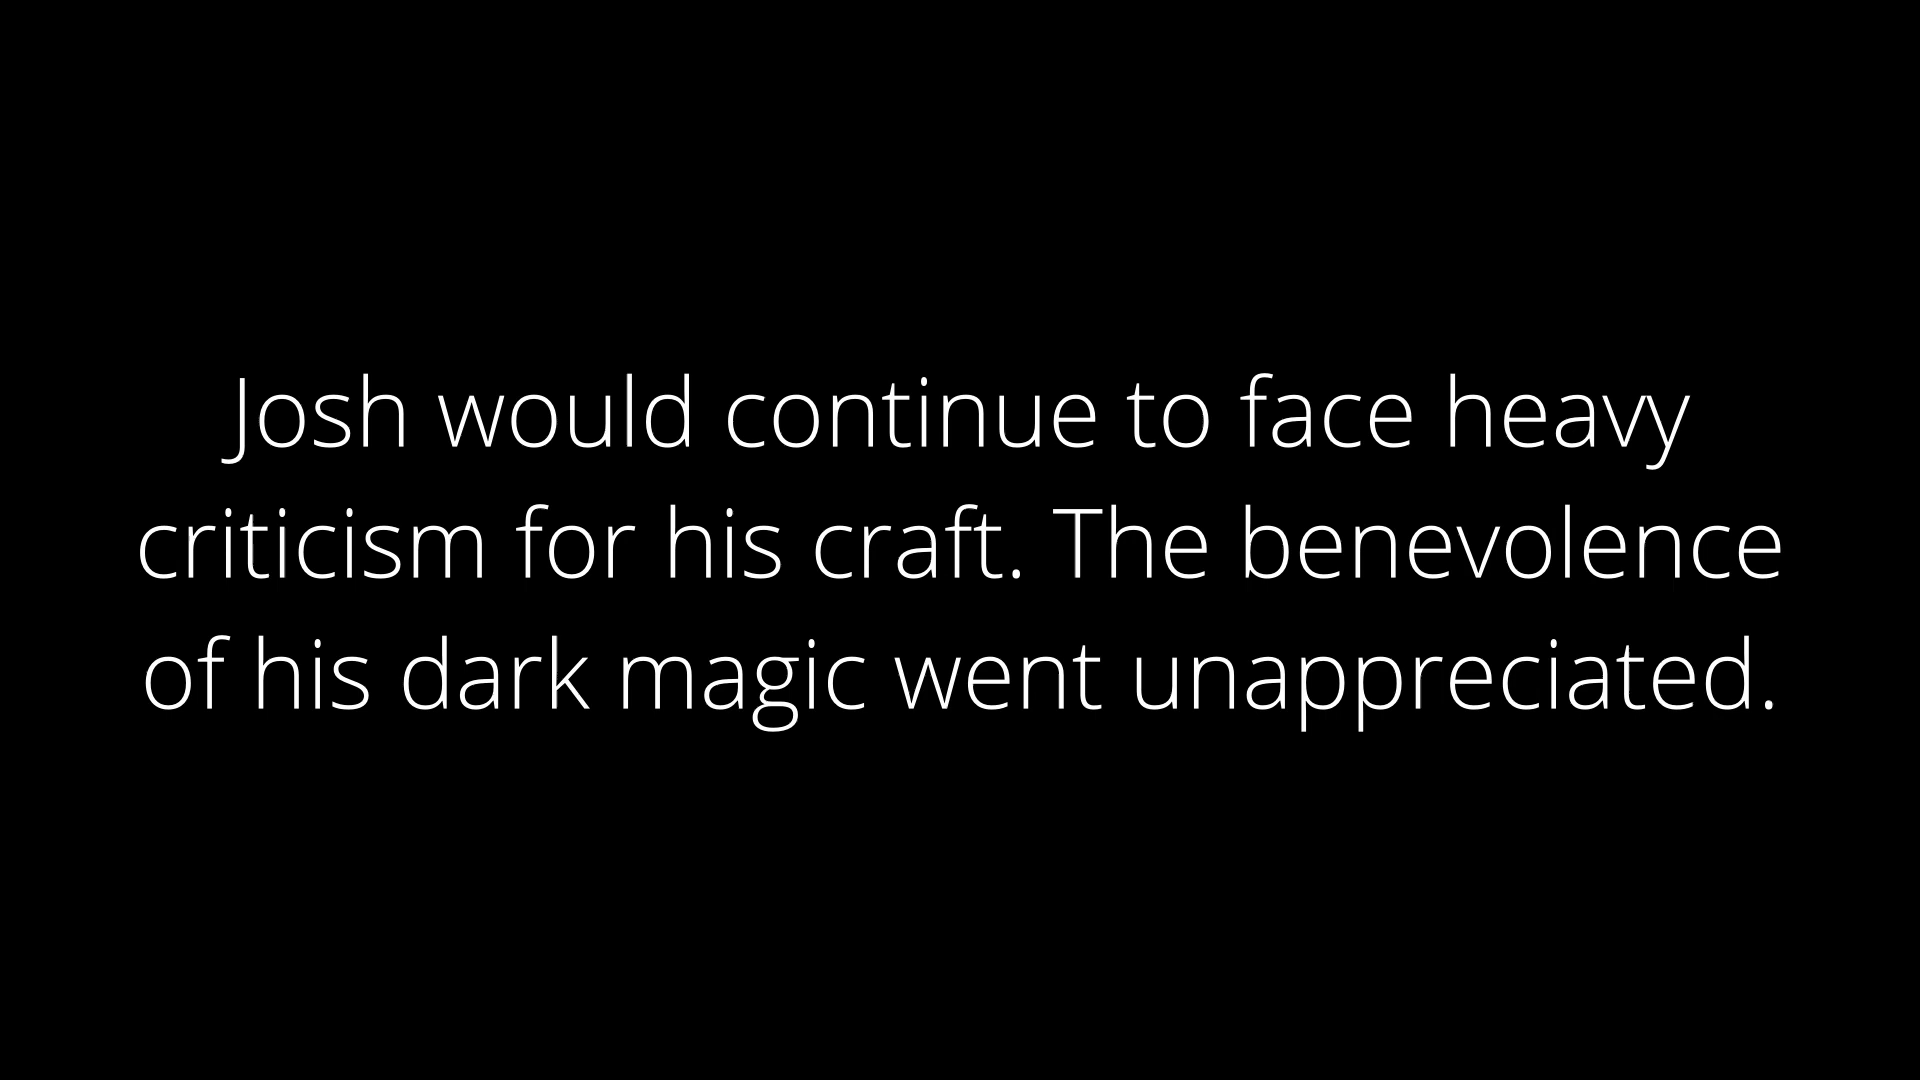 Josh would continue to face heavy
criticism for his craft. The benevolence
of his dark magic went unappreciated.